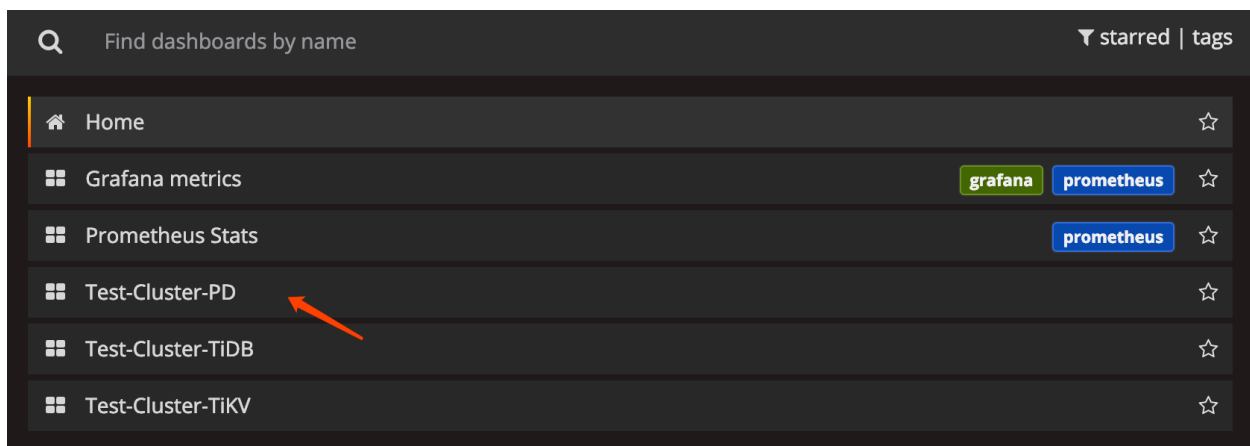 Find dashboards by name
starred | tags
Home
Grafana metrics grafana prometheus
Prometheus Stats prometheus
Test-Cluster-PD
Test-Cluster-TiDB
Test-Cluster-TiKV